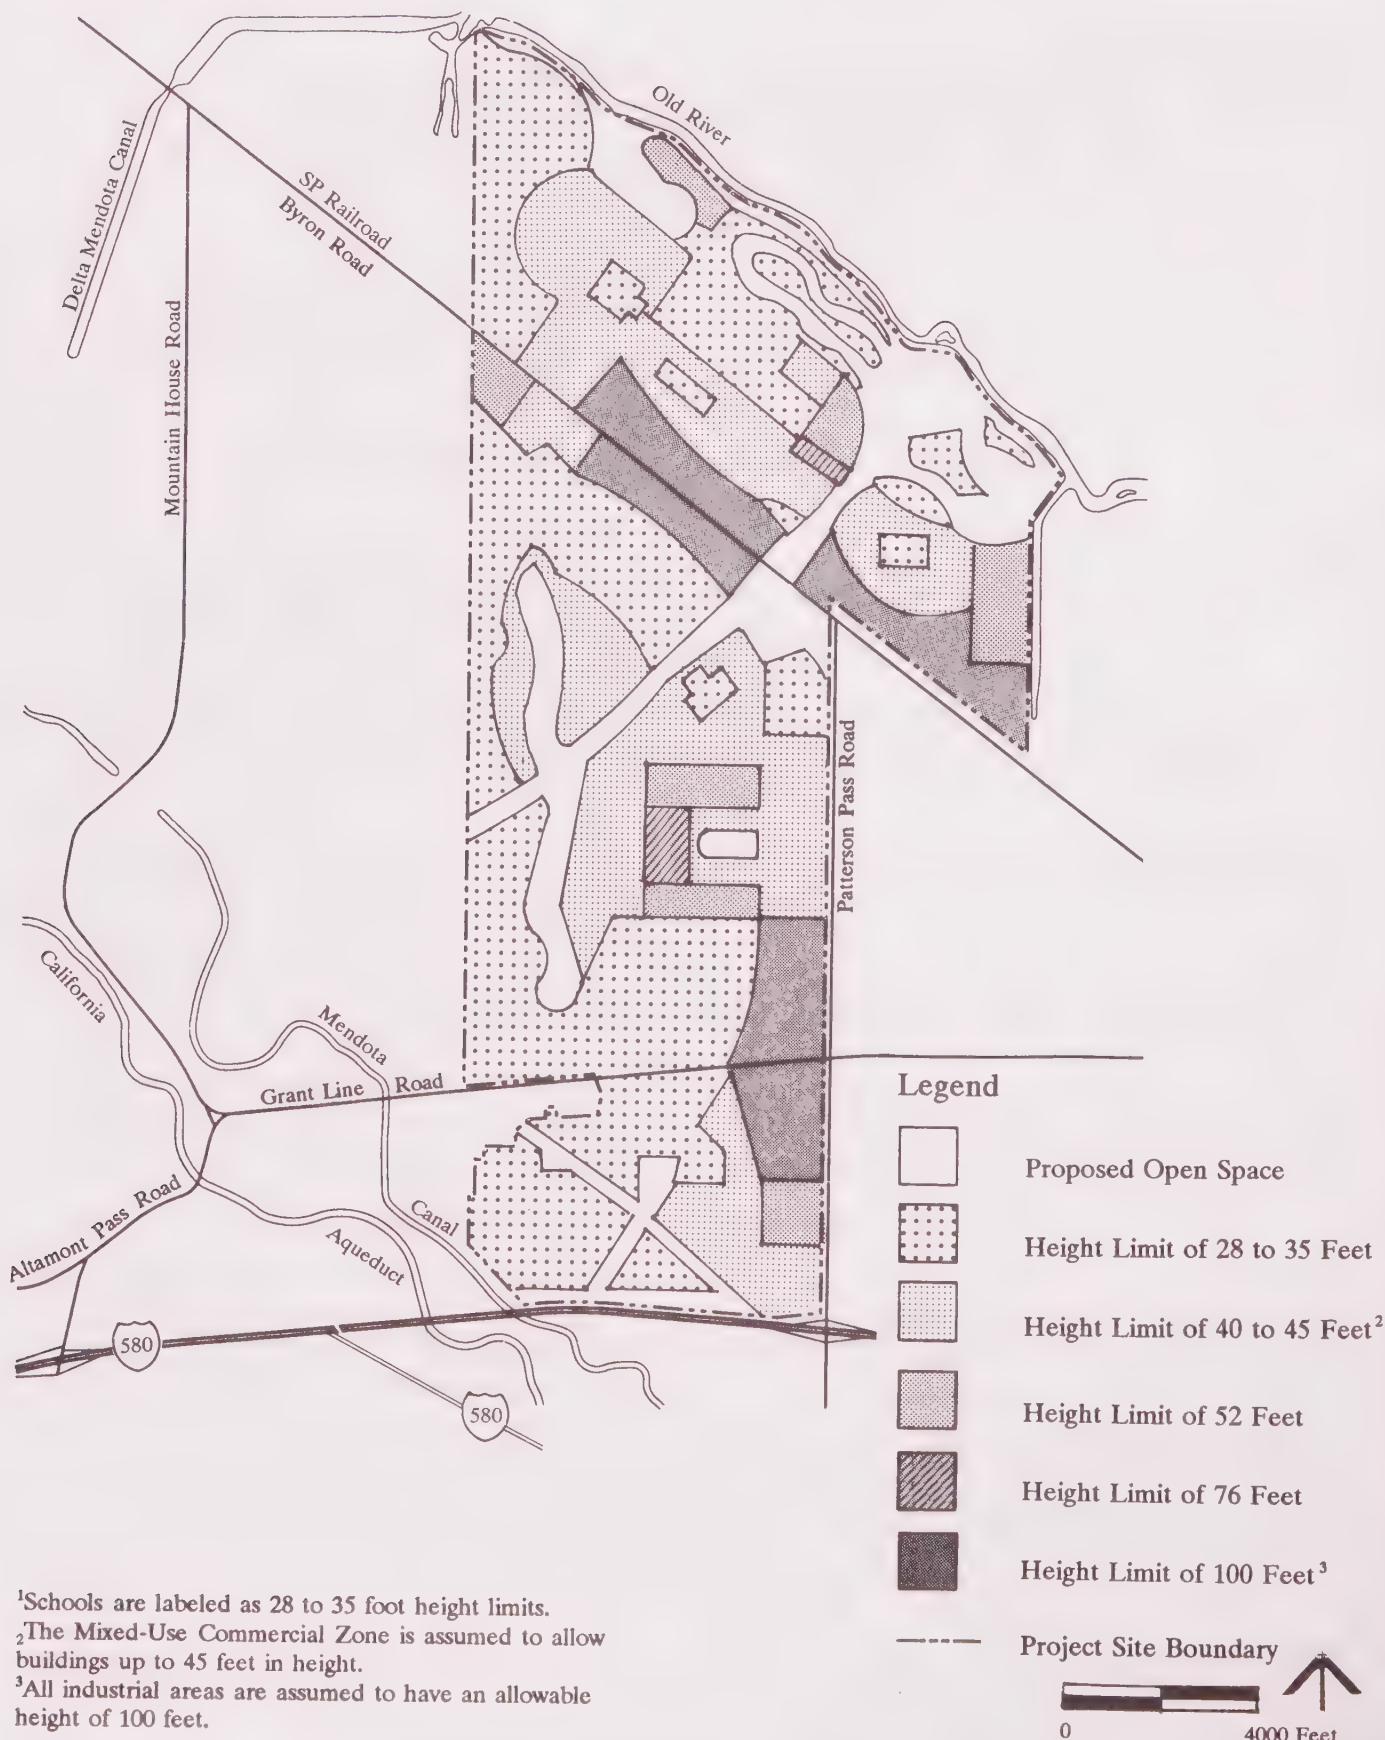 Old River
Delta Mendota Canal
SP Railroad
Byron Road
Mountain House Road
Patterson Pass Road
California
Mendota
Grant Line Road
Altamont Pass Road
Canal
Aqueduct
580
580
Legend
Proposed Open Space
Height Limit of 28 to 35 Feet
Height Limit of 40 to 45 Feet²
Height Limit of 52 Feet
Height Limit of 76 Feet
Height Limit of 100 Feet³
Project Site Boundary
0 4000 Feet
¹Schools are labeled as 28 to 35 foot height limits.
₂The Mixed-Use Commercial Zone is assumed to allow
buildings up to 45 feet in height.
³All industrial areas are assumed to have an allowable
height of 100 feet.